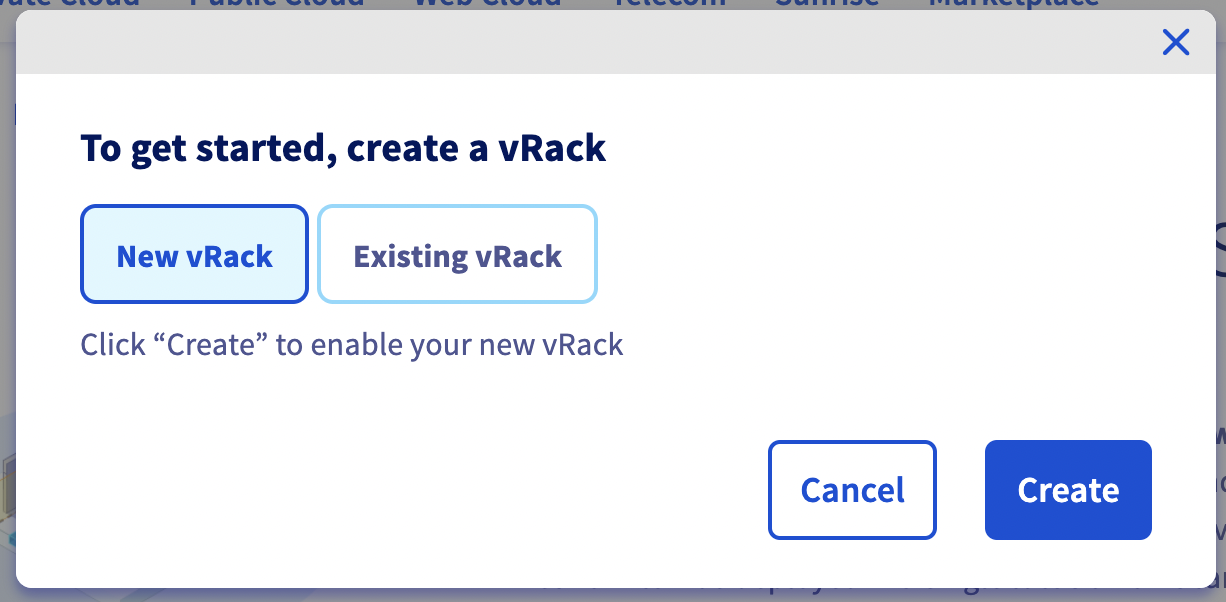 Public Cloud Web Cloud Telecom Sunrise Marketplace
To get started, create a vRack
New vRack Existing vRack
Click “Create” to enable your new vRack
Cancel Create